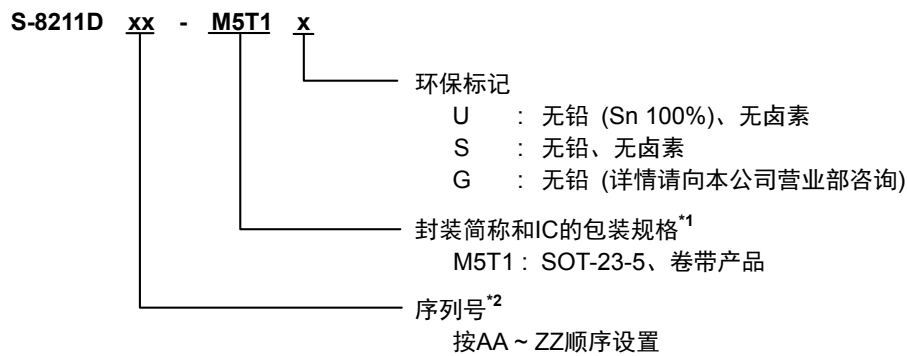 S-8211D xx - M5T1 x
环保标记
U : 无铅 (Sn 100%)、无卤素
S : 无铅、无卤素
G : 无铅 (详情请向本公司营业部咨询)
封装简称和IC的包装规格*1
M5T1 : SOT-23-5、卷带产品
序列号*2
按AA ~ ZZ顺序设置